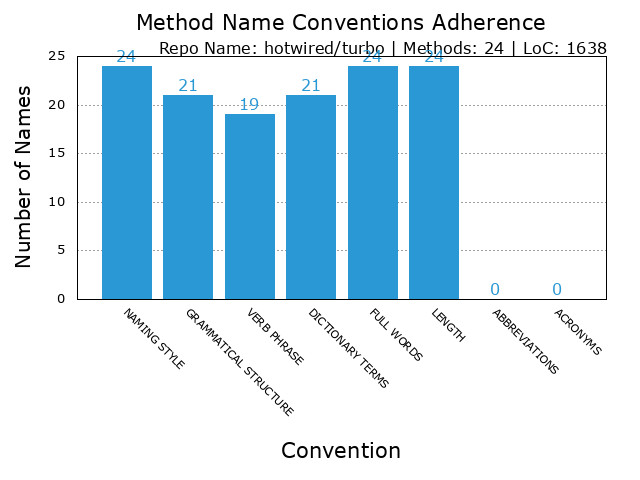 Method Name Conventions Adherence
Repo Name: hotwired/turbo | Methods: 24 | LoC: 1638
Number of Names
25
20
15
10
5
0
24
21
19
21
24
24
0
0
NAMING STYLE
GRAMMATICAL STRUCTURE
VERB PHRASE
DICTIONARY TERMS
FULL WORDS
LENGTH
ABBREVIATIONS
ACRONYMS
Convention